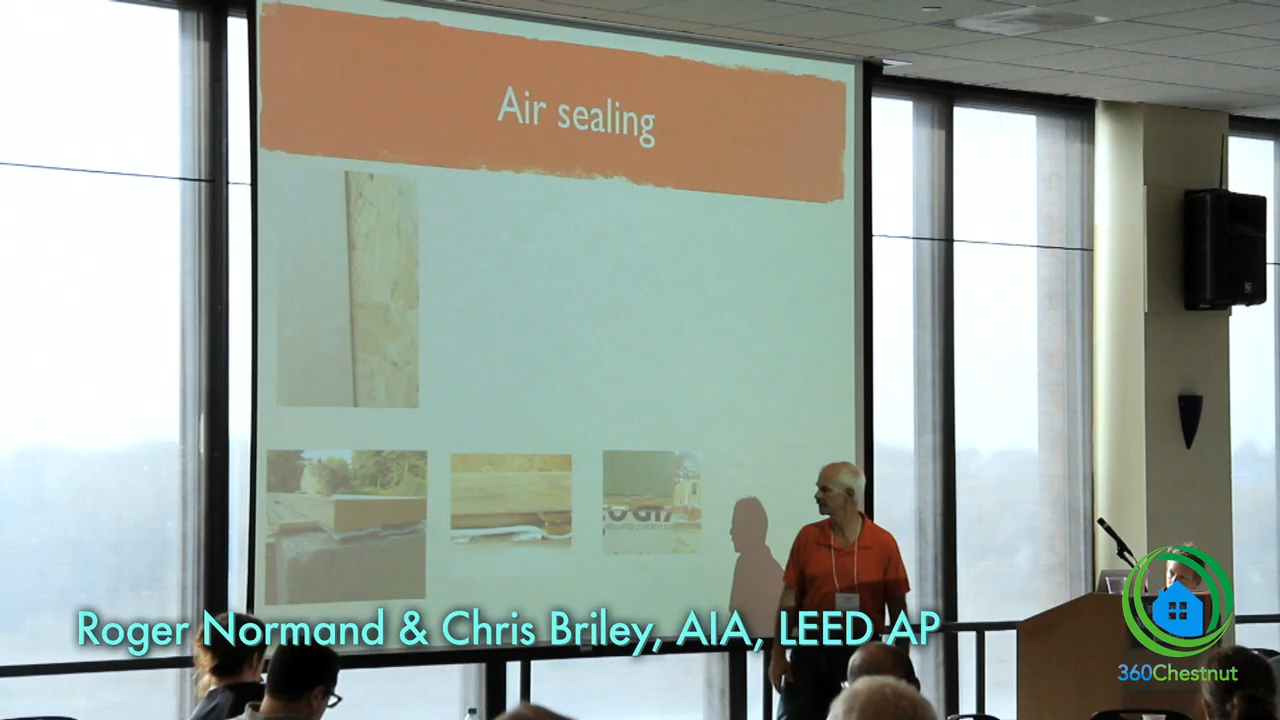 Air sealing
Roger Normand & Chris Briley, AIA, LEED AP
360Chestnut